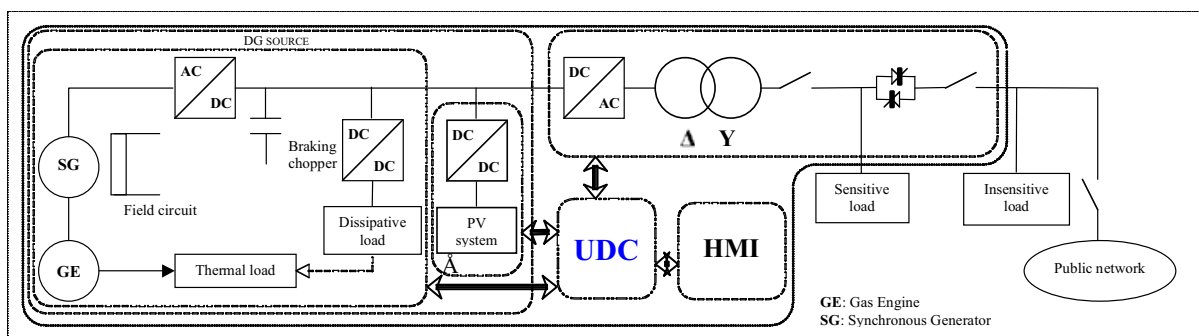 DG SOURCE
AC
DC
DC
AC
Braking
chopper
DC
DC
DC
DC
Δ Y
SG
Field circuit
Dissipative
load
PV
system
Å
Sensitive
load
Insensitive
load
UDC
HMI
GE
Thermal load
Public network
GE: Gas Engine
SG: Synchronous Generator